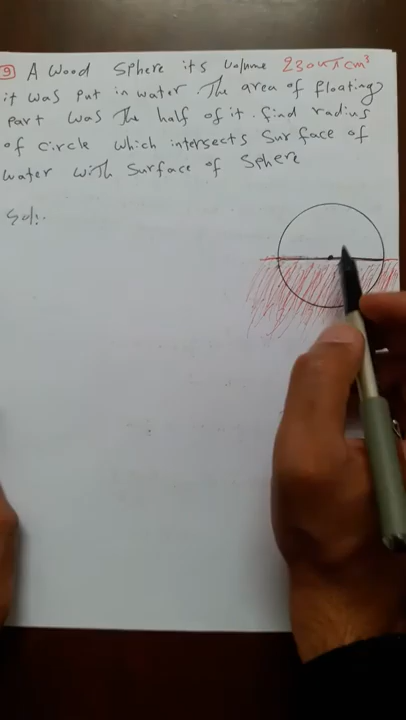 9 A wood sphere its volume 2304π cm³
it was put in water. The area of floating
part was the half of it. find radius
of circle which intersects surface of
water with surface of sphere
Sol: